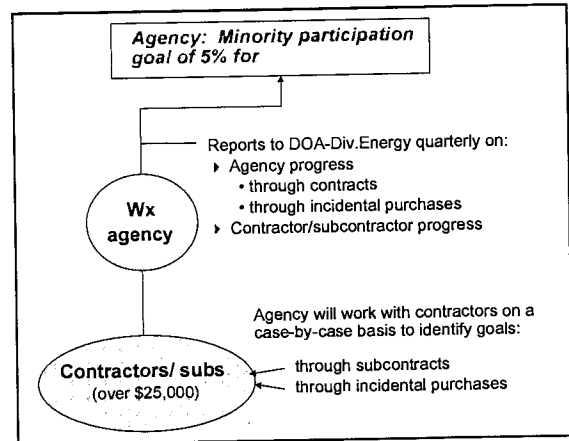 Agency: Minority participation
goal of 5% for
Reports to DOA-Div.Energy quarterly on:
Agency progress
• through contracts
• through incidental purchases
Contractor/subcontractor progress
Wx
agency
Agency will work with contractors on a
case-by-case basis to identify goals:
through subcontracts
through incidental purchases
Contractors/ subs
(over $25,000)